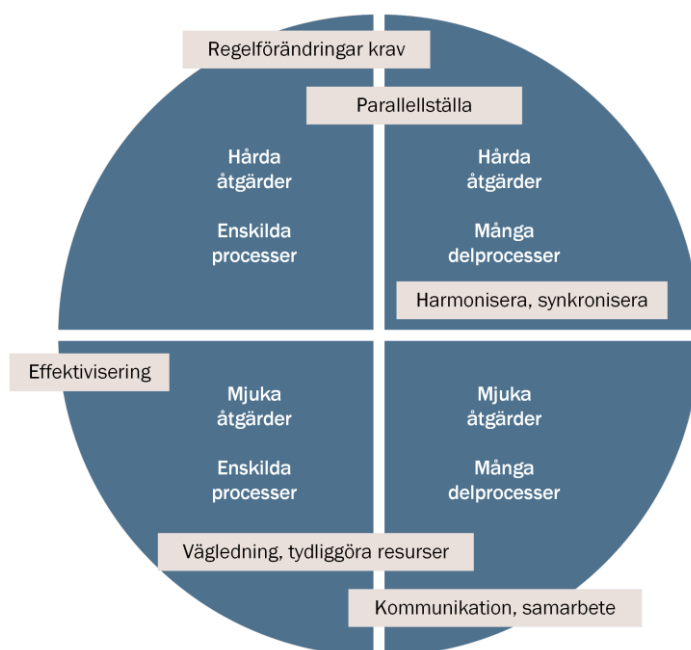 Regelförändringar krav
Parallellställa
Hårda
åtgärder
Enskilda
processer
Hårda
åtgärder
Många
delprocesser
Harmonisera, synkronisera
Effektivisering
Mjuka
åtgärder
Enskilda
processer
Mjuka
åtgärder
Många
delprocesser
Vägledning, tydliggöra resurser
Kommunikation, samarbete